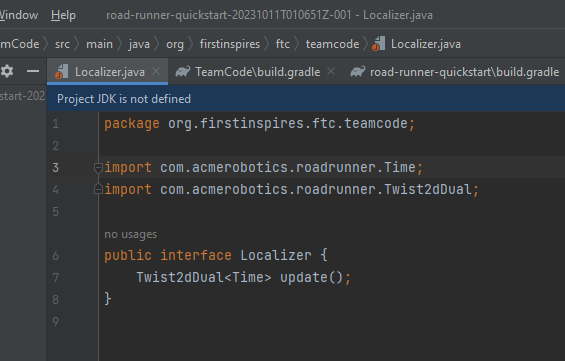 Window Help road-runner-quickstart-20231011T010651Z-001 - Localizer.java
mCode src main java org firstinspires ftc teamcode Localizer.java
Localizer.java TeamCode\build.gradle road-runner-quickstart\build.gradle
start-202
Project JDK is not defined
1 package org.firstinspires.ftc.teamcode;
2
3 import com.acmerobotics.roadrunner.Time;
4 import com.acmerobotics.roadrunner.Twist2dDual;
5
no usages
6 public interface Localizer {
7 Twist2dDual<Time> update();
8 }
9